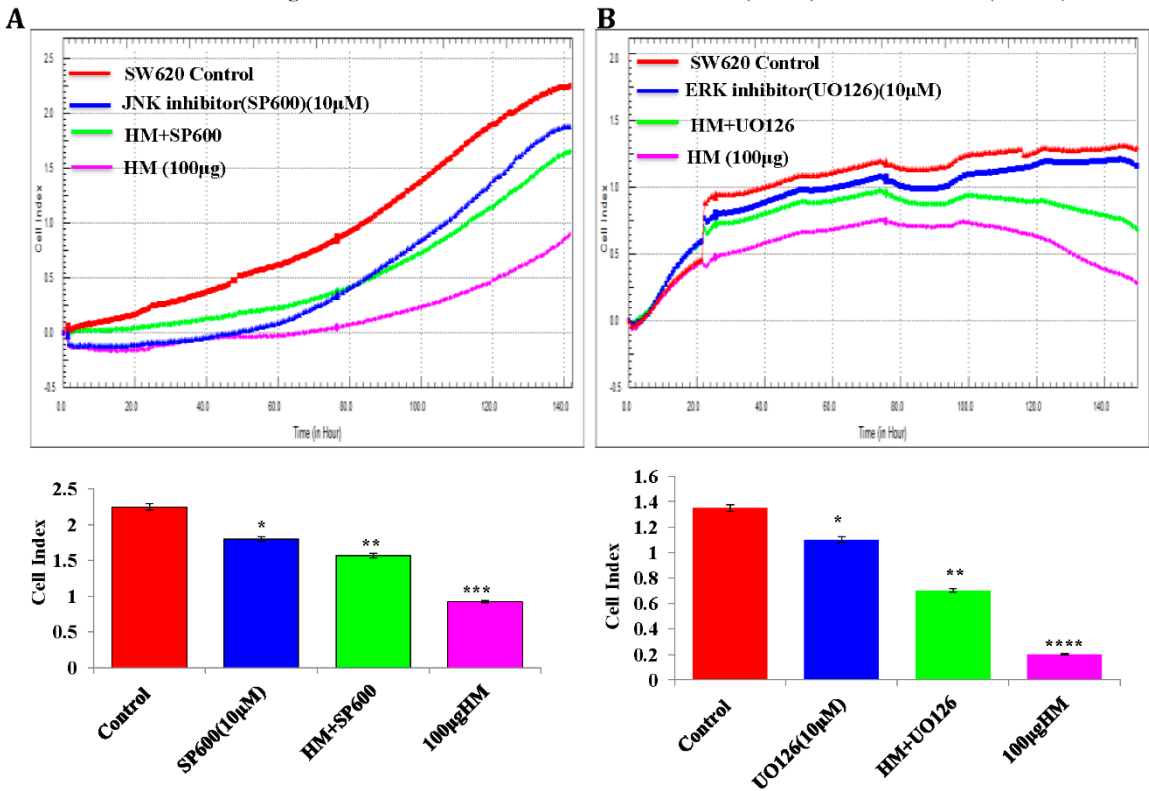 A
B
2.5
2.0
1.5
1.0
0.5
0.0
-0.5
Cell Index
SW620 Control
JNK inhibitor(SP600)(10μM)
HM+SP600
HM (100μg)
0.0 20.0 40.0 60.0 80.0 100.0 120.0 140.0
Time (in Hour)
2.0
1.5
1.0
0.5
0.0
-0.5
Cell Index
SW620 Control
ERK inhibitor(UO126)(10μM)
HM+UO126
HM (100μg)
0.0 20.0 40.0 60.0 80.0 100.0 120.0 140.0
Time (in Hour)
2.5
2
1.5
1
0.5
0
Cell Index
*
**
***
Control
SP600(10μM)
HM+SP600
100μgHM
1.6
1.4
1.2
1
0.8
0.6
0.4
0.2
0
Cell Index
*
**
****
Control
UO126(10μM)
HM+UO126
100μgHM